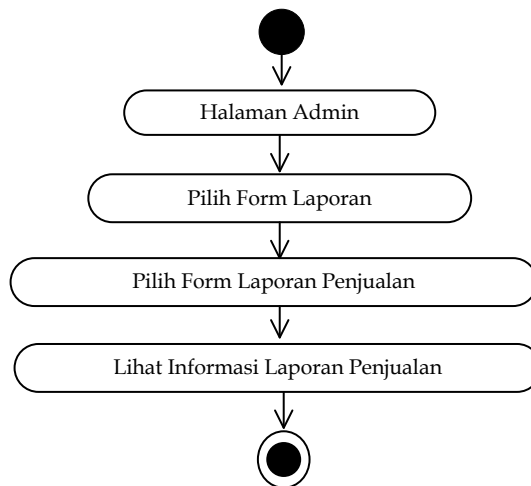 Halaman Admin
Pilih Form Laporan
Pilih Form Laporan Penjualan
Lihat Informasi Laporan Penjualan